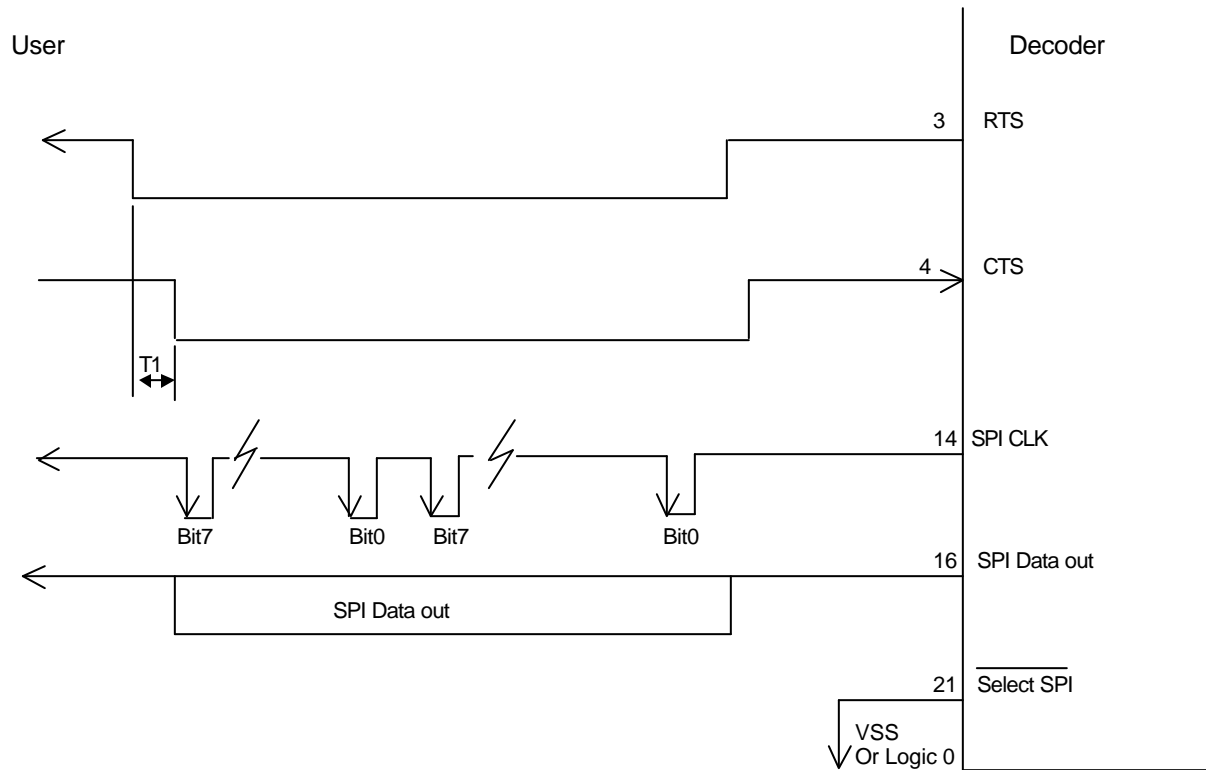 User
Decoder
3 RTS
4 CTS
T1
14 SPI CLK
Bit7 Bit0 Bit7 Bit0
16 SPI Data out
SPI Data out
21 Select SPI
VSS
Or Logic 0